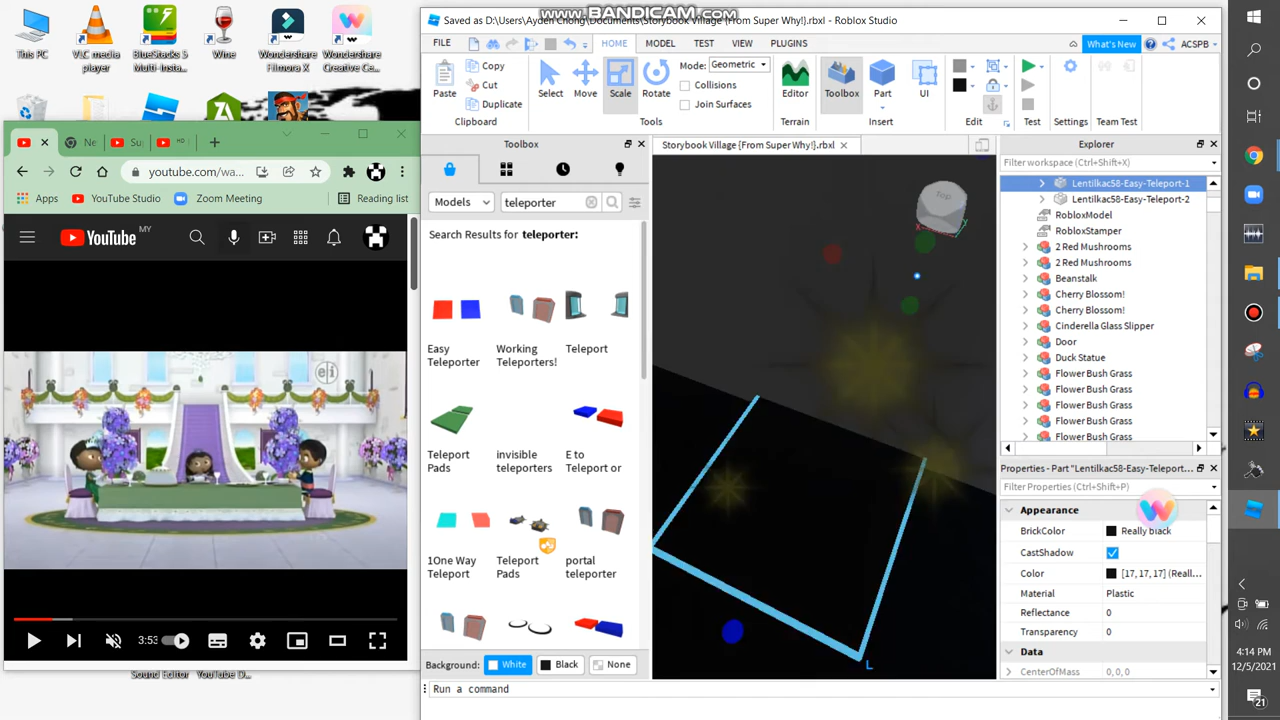 www.BANDICAM.com
This PC
VLC media player
BlueStacks 5 Multi-Insta...
Wine
Wondershare Filmora X
Wondershare Creative Ce...
Saved as D:\Users\Ayden Chong\Documents\Storybook Village {From Super Why!}.rbxl - Roblox Studio
FILE
HOME
MODEL
TEST
VIEW
PLUGINS
What's New
ACSPB
Paste
Copy
Cut
Duplicate
Clipboard
Select
Move
Scale
Rotate
Mode: Geometric
Collisions
Join Surfaces
Tools
Editor
Terrain
Toolbox
Part
UI
Insert
Edit
Test
Settings
Team Test
Ne
Su
HD
youtube.com/wa...
Apps
YouTube Studio
Zoom Meeting
Reading list
YouTube MY
ei
3:53
Sound Editor
YouTube D...
Toolbox
Models
teleporter
Search Results for teleporter:
Easy Teleporter
Working Teleporters!
Teleport
Teleport Pads
invisible teleporters
E to Teleport or
1One Way Teleport
Teleport Pads
portal teleporter
Background: White Black None
Run a command
Storybook Village {From Super Why!}.rbxl
Top
X
Y
L
Explorer
Filter workspace (Ctrl+Shift+X)
Lentilkac58-Easy-Teleport-1
Lentilkac58-Easy-Teleport-2
RobloxModel
RobloxStamper
2 Red Mushrooms
2 Red Mushrooms
Beanstalk
Cherry Blossom!
Cherry Blossom!
Cinderella Glass Slipper
Door
Duck Statue
Flower Bush Grass
Flower Bush Grass
Flower Bush Grass
Flower Bush Grass
Flower Bush Grass
Properties - Part "Lentilkac58-Easy-Teleport...
Filter Properties (Ctrl+Shift+P)
Appearance
BrickColor Really black
CastShadow
Color [17, 17, 17] (Reall...
Material Plastic
Reflectance 0
Transparency 0
Data
CenterOfMass 0,0,0
4:14 PM
12/5/2021
21